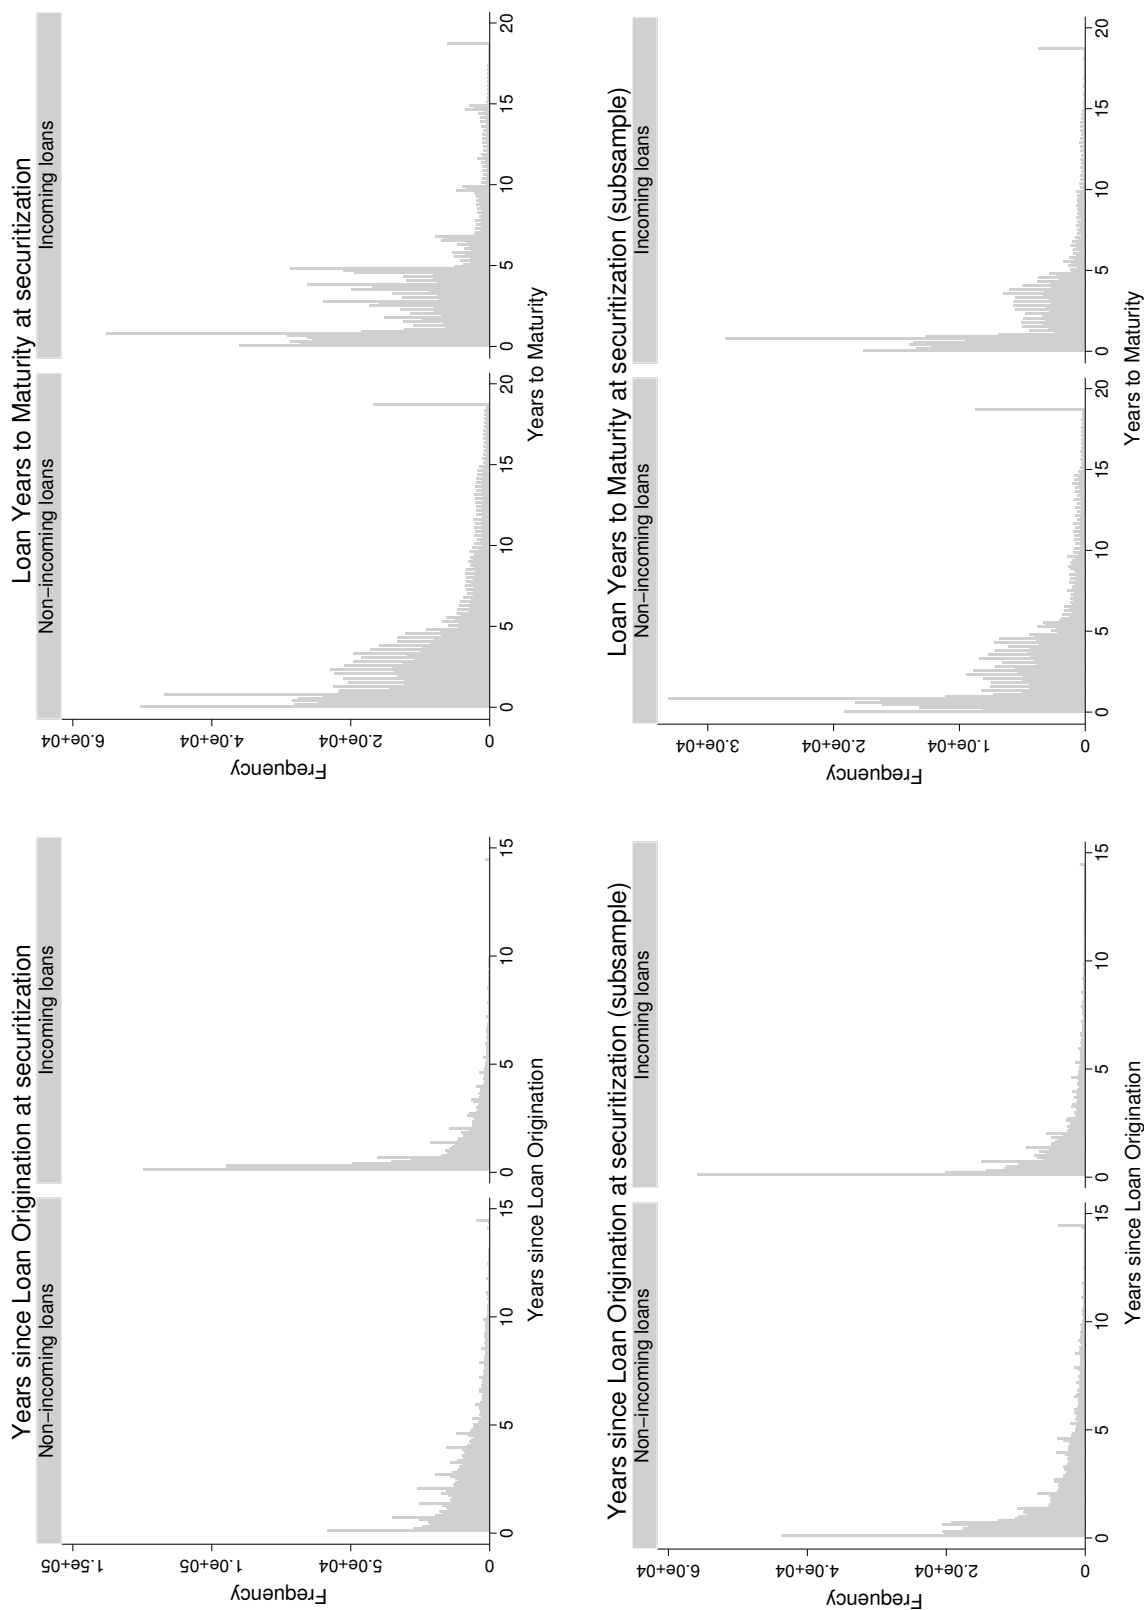 Years since Loan Origination at securitization
Non−incoming loans
Incoming loans
Frequency
0
5.0e+04
1.0e+05
1.5e+05
0 5 10 15
0 5 10 15
Years since Loan Origination
Loan Years to Maturity at securitization
Non−incoming loans
Incoming loans
Frequency
0
2.0e+04
4.0e+04
6.0e+04
0 5 10 15 20
0 5 10 15 20
Years to Maturity
Years since Loan Origination at securitization (subsample)
Non−incoming loans
Incoming loans
Frequency
0
2.0e+04
4.0e+04
6.0e+04
0 5 10 15
0 5 10 15
Years since Loan Origination
Loan Years to Maturity at securitization (subsample)
Non−incoming loans
Incoming loans
Frequency
0
1.0e+04
2.0e+04
3.0e+04
0 5 10 15 20
0 5 10 15 20
Years to Maturity